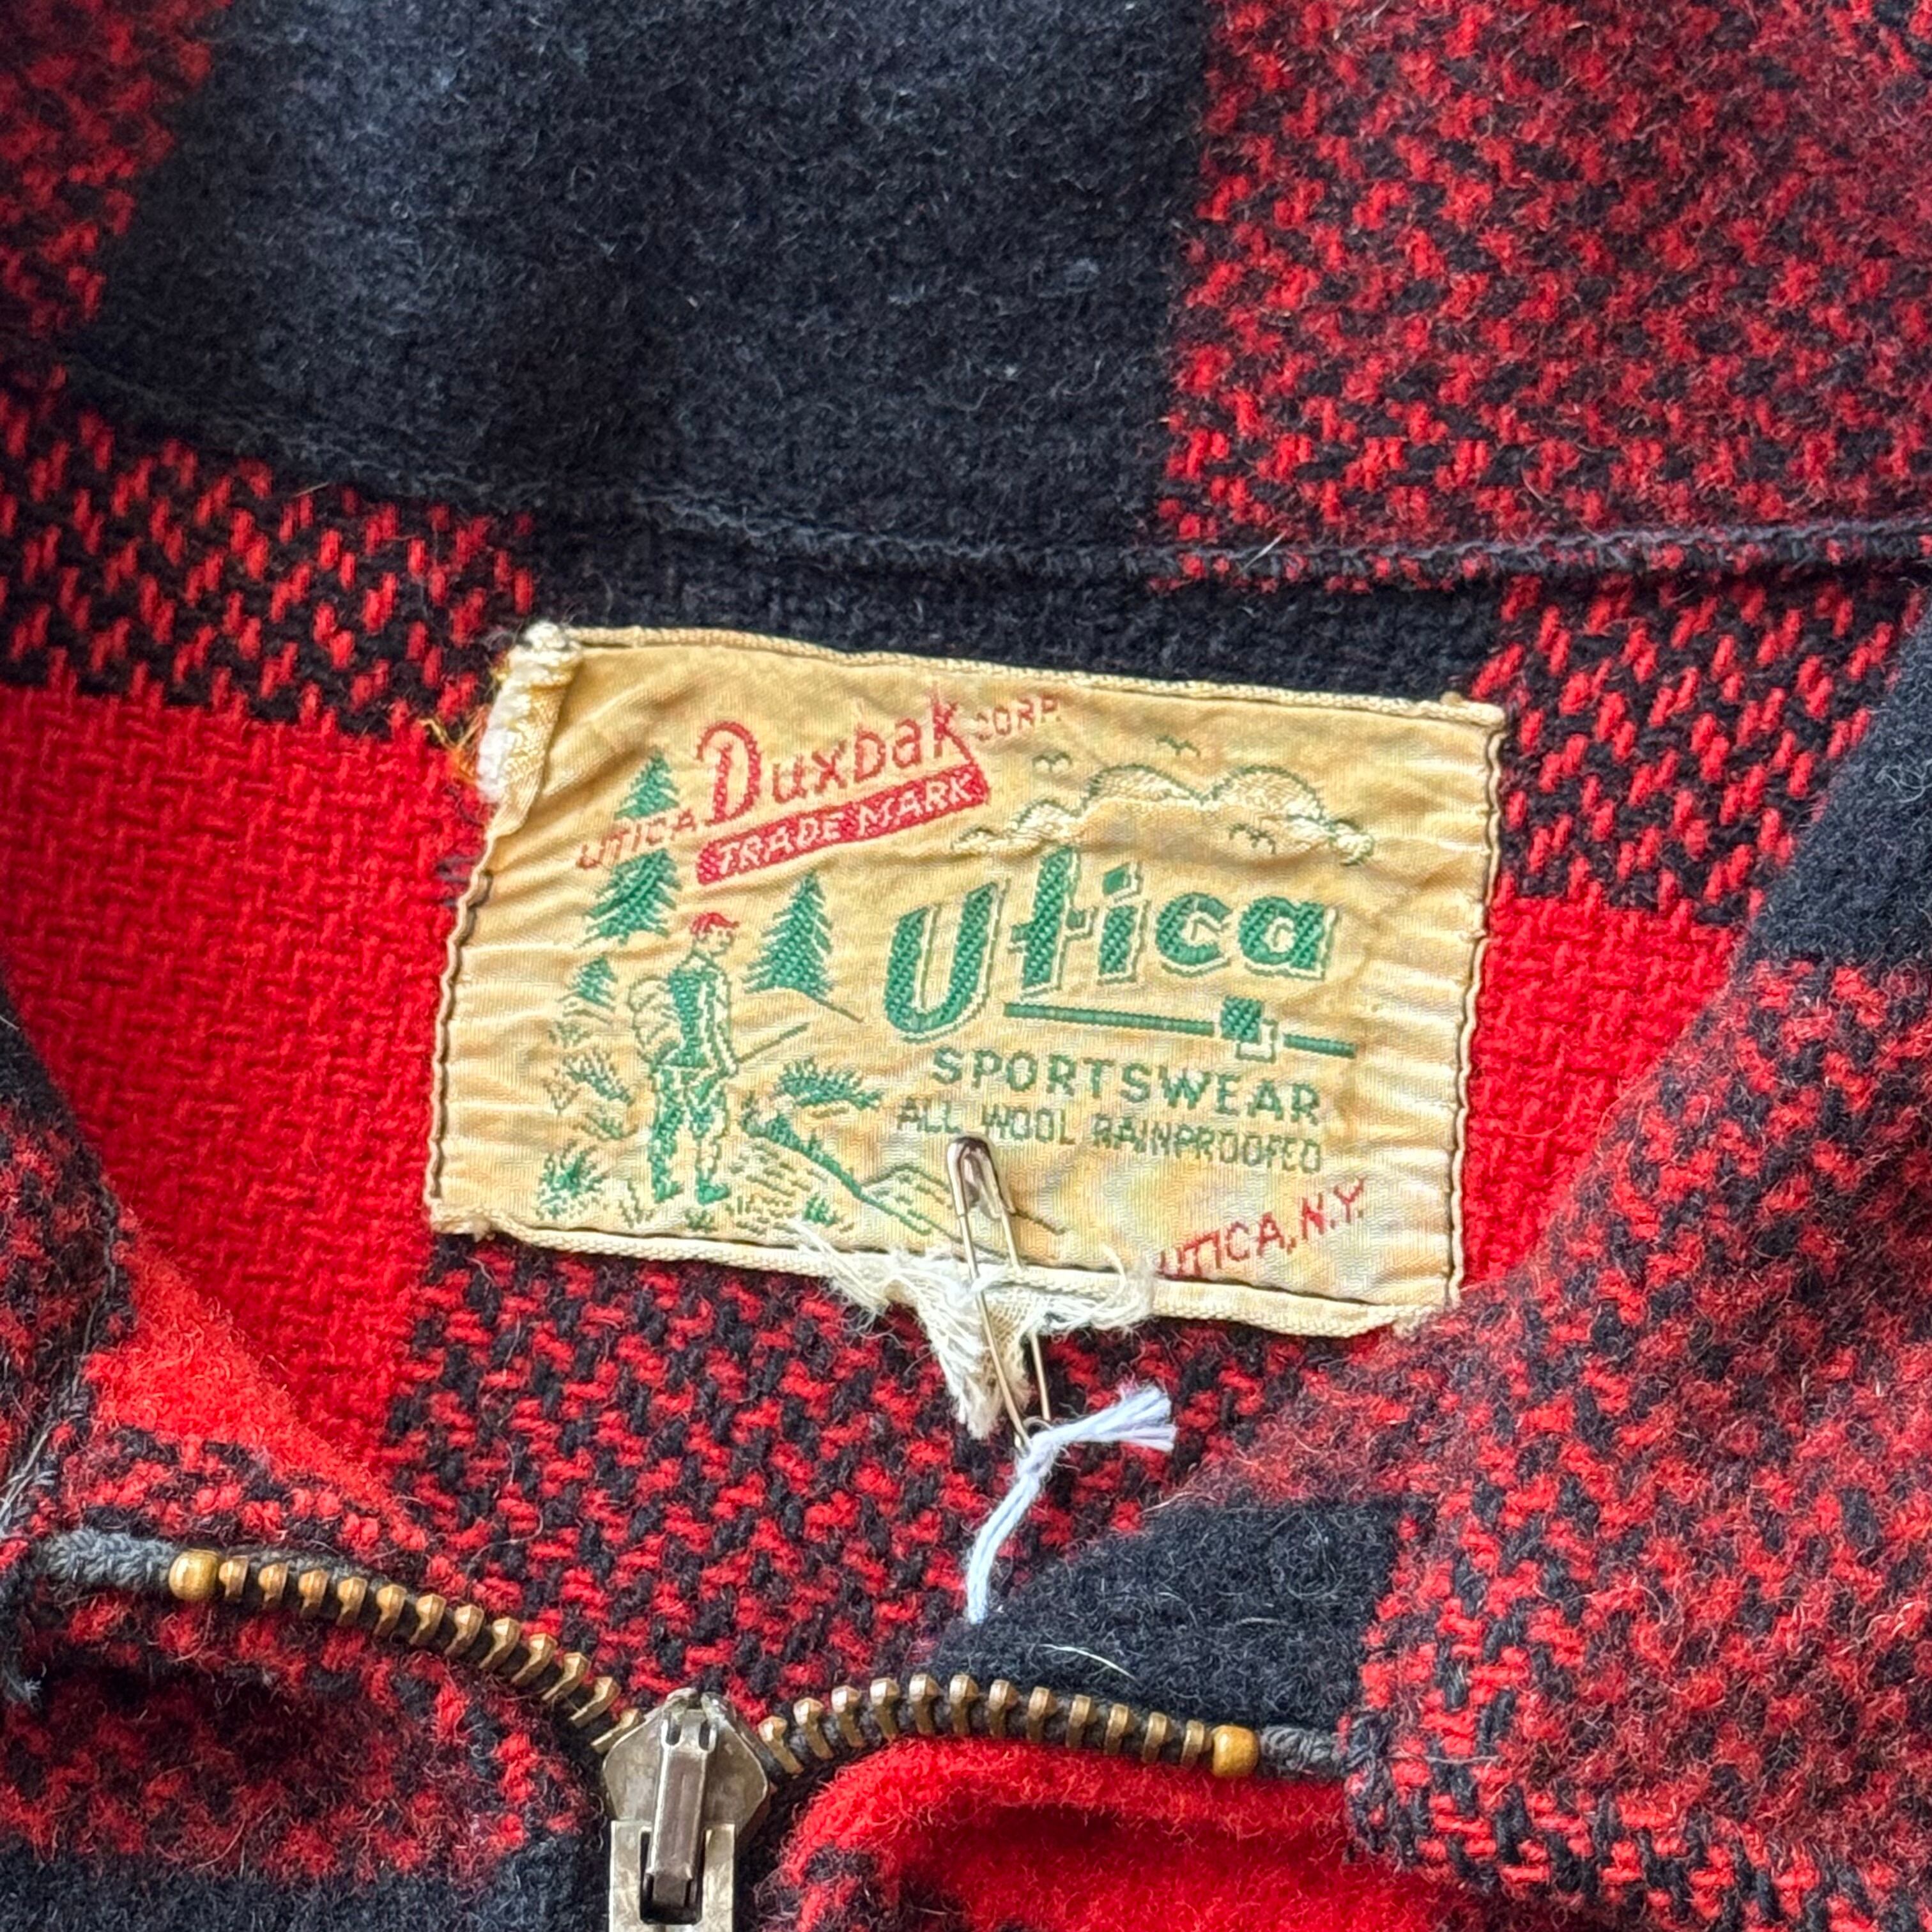 UTICA Duxbak CORP.
TRADE MARK
Utica
SPORTSWEAR
ALL WOOL RAINPROOFED
UTICA, N.Y.